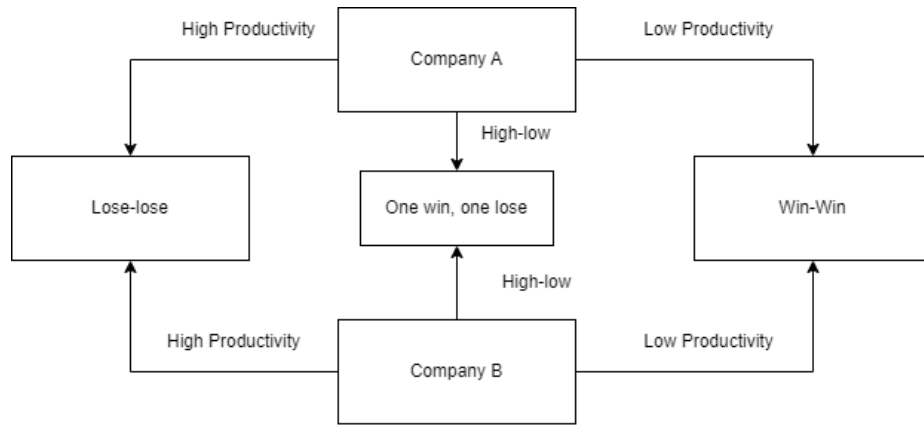 High Productivity
Company A
Low Productivity
High-low
Lose-lose
One win, one lose
Win-Win
High-low
High Productivity
Company B
Low Productivity